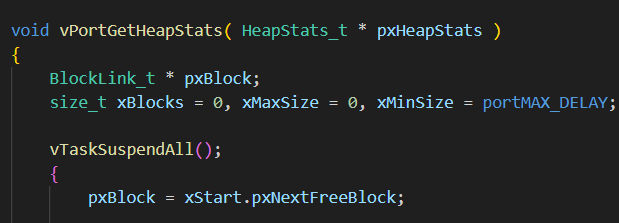 void vPortGetHeapStats( HeapStats_t * pxHeapStats )
{
BlockLink_t * pxBlock;
size_t xBlocks = 0, xMaxSize = 0, xMinSize = portMAX_DELAY;
vTaskSuspendAll();
{
pxBlock = xStart.pxNextFreeBlock;